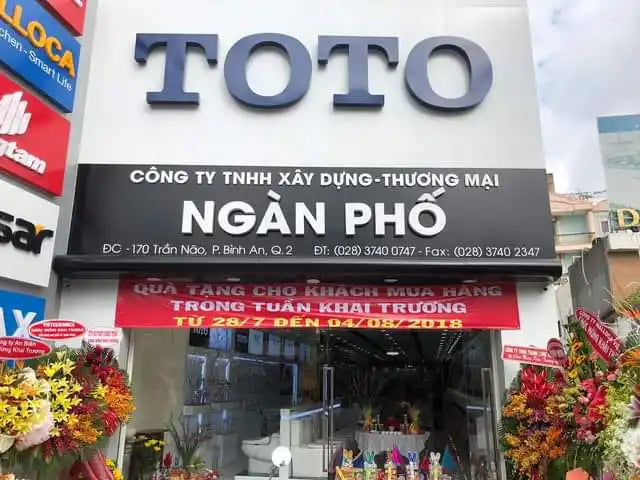 LLOCA
chen - Smart Life
TOTO
ngtam
CÔNG TY TNHH XÂY DỰNG-THƯƠNG MẠI
NGÀN PHỐ
sar
ĐC -170 Trần Não, P. Bình An, Q.2 ĐT: (028) 3740 0747 - Fax: (028) 3740 2347
QUÀ TẶNG CHO KHÁCH MUA HÀNG
TRONG TUẦN KHAI TRƯƠNG
TỪ 28/7 ĐẾN 04/08/2018
AX